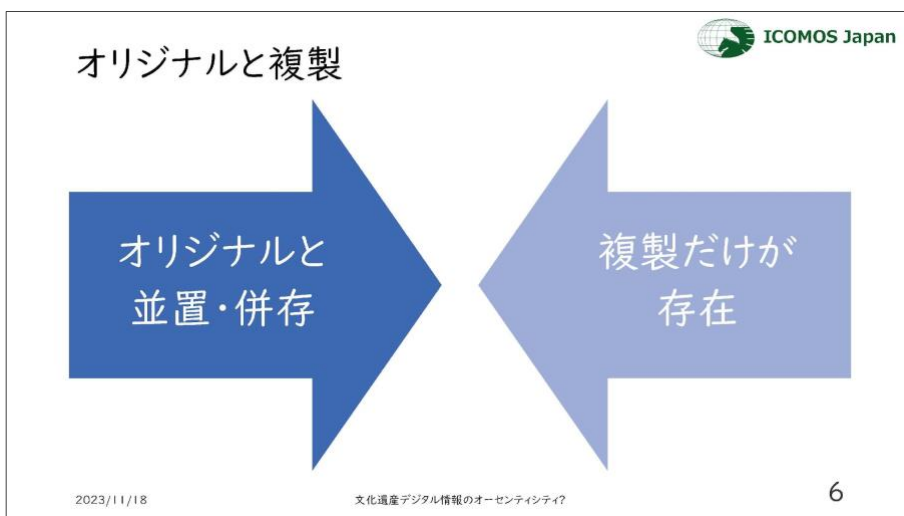 ICOMOS Japan
オリジナルと複製
オリジナルと
並置・併存
複製だけが
存在
2023/11/18
文化遺産デジタル情報のオーセンティシティ?
6